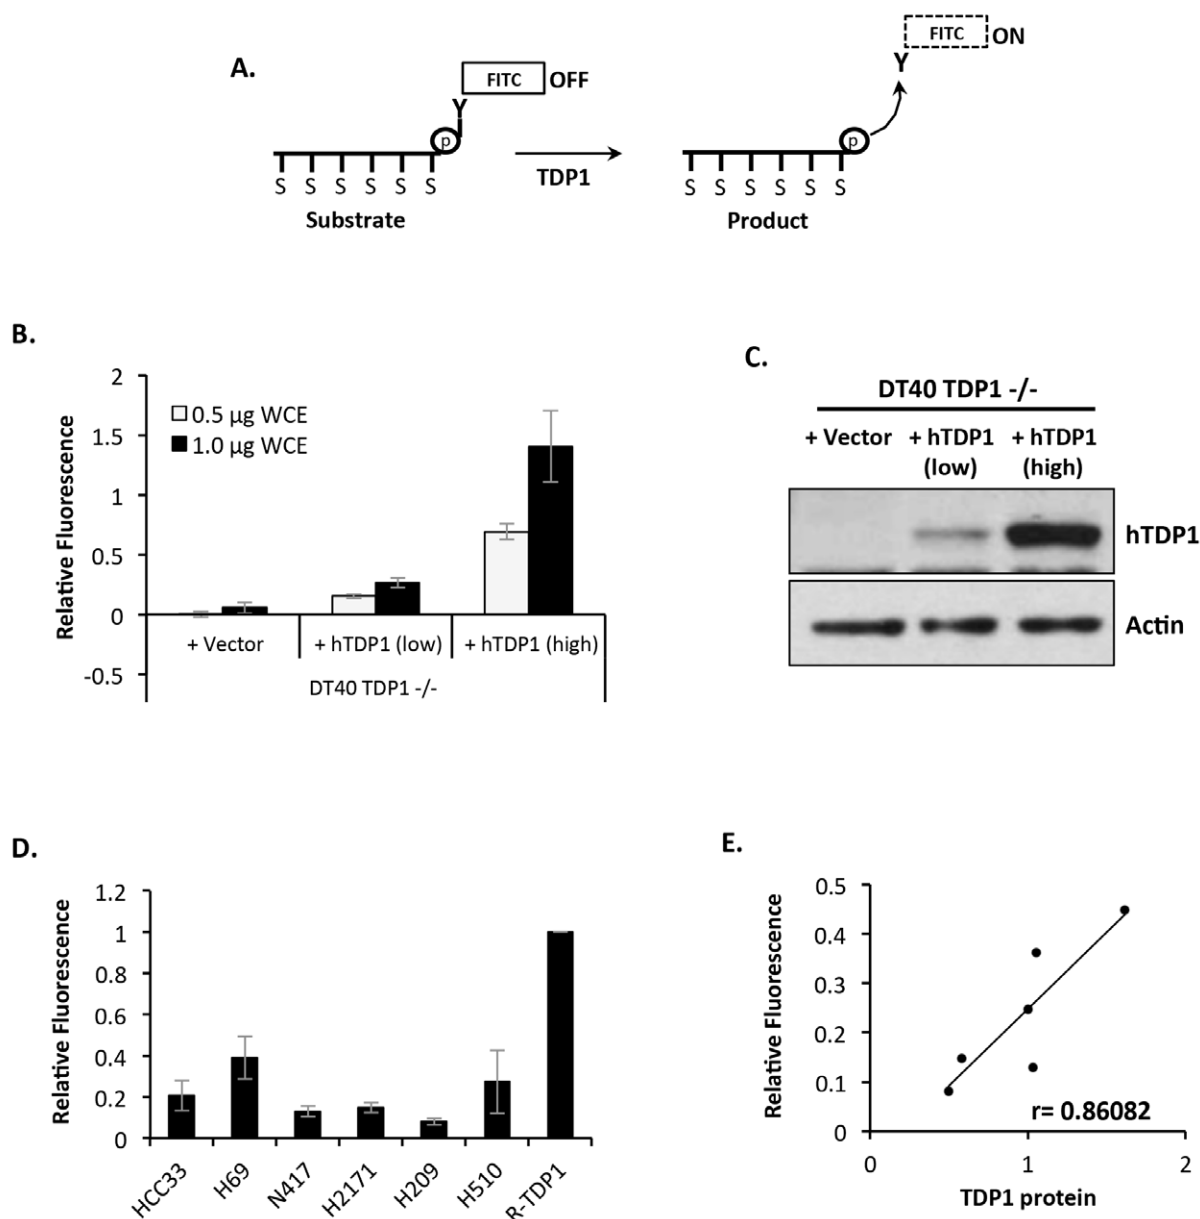 A.
FITC OFF
Y
p
S S S S S S
Substrate
TDP1
FITC ON
Y
p
S S S S S S
Product
B.
Relative Fluorescence
2
1.5
1
0.5
0
-0.5
0.5 µg WCE
1.0 µg WCE
+ Vector + hTDP1 (low) + hTDP1 (high)
DT40 TDP1 -/-
C.
DT40 TDP1 -/-
+ Vector + hTDP1 + hTDP1
(low) (high)
hTDP1
Actin
D.
Relative Fluorescence
1.2
1
0.8
0.6
0.4
0.2
0
HCC33 H69 N417 H2171 H209 H510 R-TDP1
E.
Relative Fluorescence
0.5
0.4
0.3
0.2
0.1
0
r= 0.86082
0 1 2
TDP1 protein